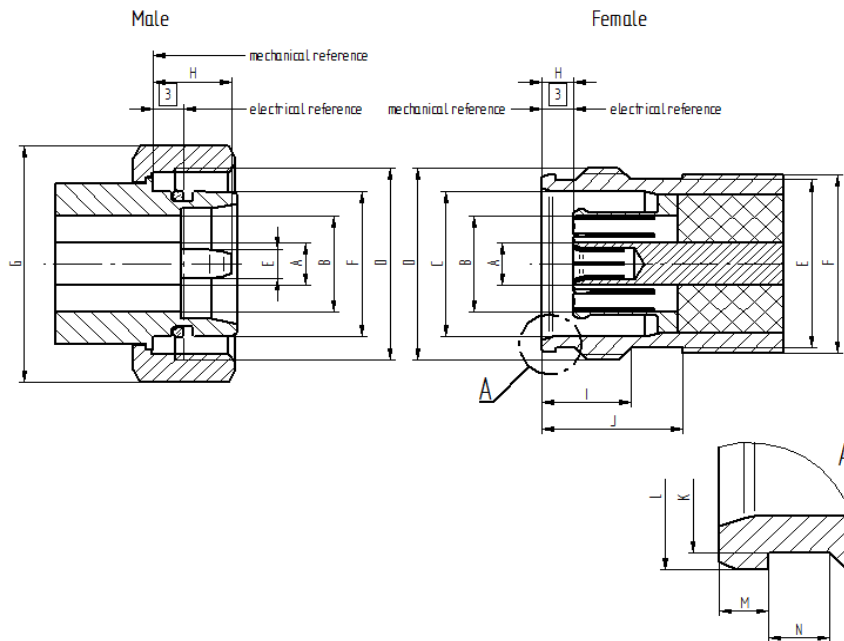 Male
Female
mechanical reference
H
H
3
electrical reference
mechanical reference
3
electrical reference
G
E
A
B
F
D
D
C
B
A
E
F
A
I
J
A
L
K
M
N